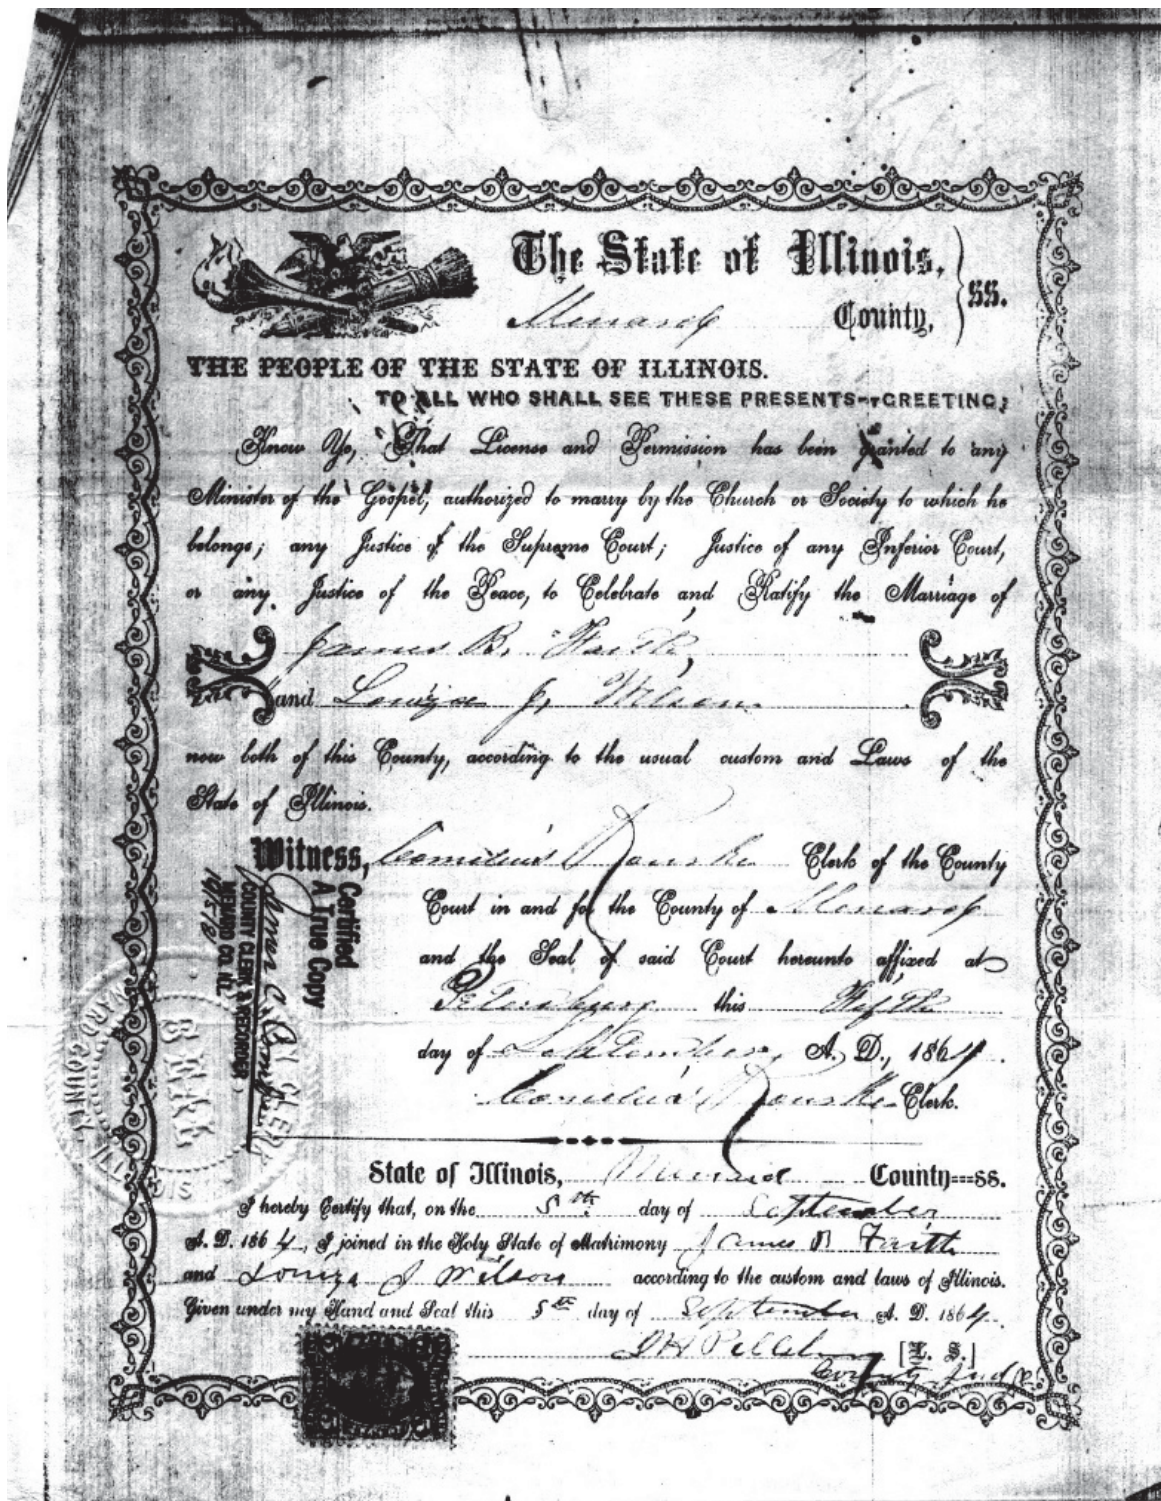 The State of Illinois,
Menard County, } SS.
THE PEOPLE OF THE STATE OF ILLINOIS.
TO ALL WHO SHALL SEE THESE PRESENTS--GREETING;
Know Ye, That License and Permission has been granted to any
Minister of the Gospel, authorized to marry by the Church or Society to which he
belongs; any Justice of the Supreme Court; Justice of any Inferior Court,
or any Justice of the Peace, to Celebrate and Ratify the Marriage of
James B. Faith,
and Louiza J. Wilson
now both of this County, according to the usual custom and Laws of the
State of Illinois.
Witness, Cornelius Rourke Clerk of the County
Court in and for the County of Menard
and the Seal of said Court hereunto affixed at
Petersburg this Fifth
day of September, A. D., 1864.
Cornelius Rourke Clerk.
Certified
A True Copy
COUNTY CLERK & RECORDER
MENARD CO. ILL.
State of Illinois, Menard County---ss.
I hereby Certify that, on the 5th day of September
A. D. 1864, I joined in the Holy State of Matrimony James B Faith
and Louiza J Wilson according to the custom and laws of Illinois.
Given under my Hand and Seal this 5th day of September A. D. 1864.
[L. S.]
County Judge